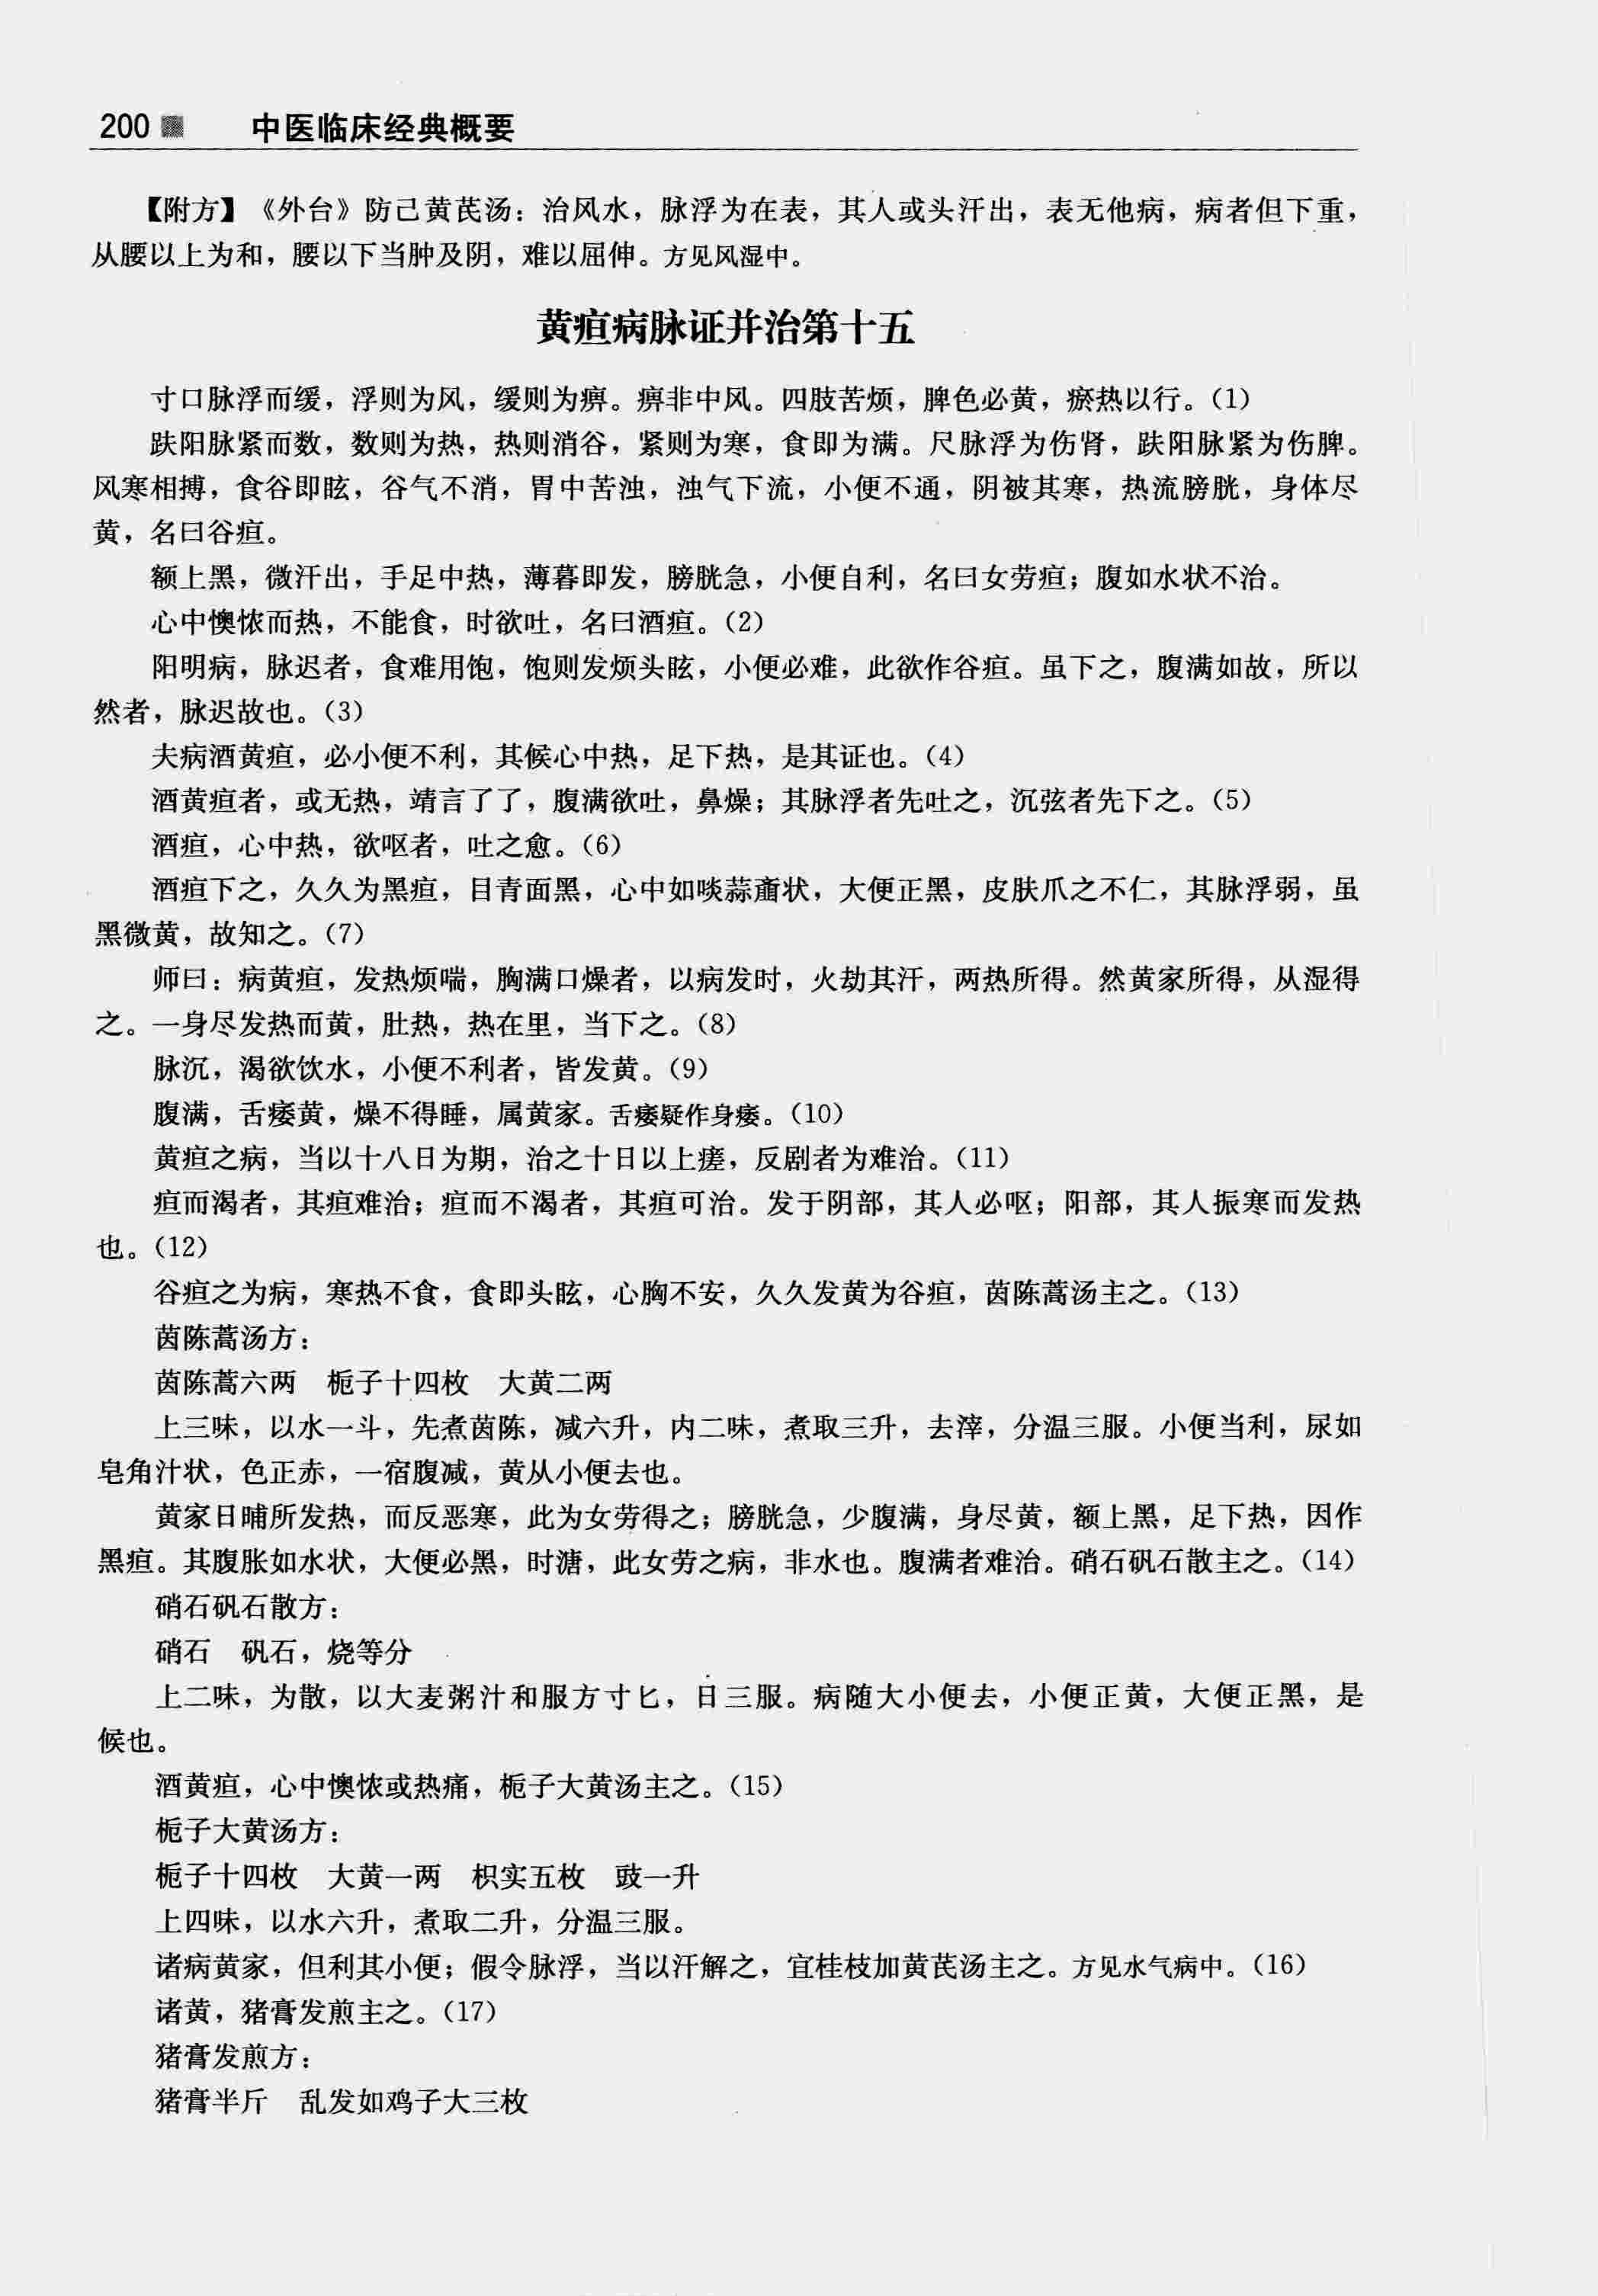 200 中医临床经典概要
【附方】《外台》防己黄芪汤：治风水，脉浮为在表，其人或头汗出，表无他病，病者但下重，
从腰以上为和，腰以下当肿及阴，难以屈伸。方见风湿中。
黄疸病脉证并治第十五
寸口脉浮而缓，浮则为风，缓则为痹。痹非中风。四肢苦烦，脾色必黄，瘀热以行。（1）
趺阳脉紧而数，数则为热，热则消谷，紧则为寒，食即为满。尺脉浮为伤肾，趺阳脉紧为伤脾。
风寒相搏，食谷即眩，谷气不消，胃中苦浊，浊气下流，小便不通，阴被其寒，热流膀胱，身体尽
黄，名曰谷疸。
额上黑，微汗出，手足中热，薄暮即发，膀胱急，小便自利，名曰女劳疸；腹如水状不治。
心中懊憹而热，不能食，时欲吐，名曰酒疸。（2）
阳明病，脉迟者，食难用饱，饱则发烦头眩，小便必难，此欲作谷疸。虽下之，腹满如故，所以
然者，脉迟故也。（3）
夫病酒黄疸，必小便不利，其候心中热，足下热，是其证也。（4）
酒黄疸者，或无热，靖言了了，腹满欲吐，鼻燥；其脉浮者先吐之，沉弦者先下之。（5）
酒疸，心中热，欲呕者，吐之愈。（6）
酒疸下之，久久为黑疸，目青面黑，心中如啖蒜齑状，大便正黑，皮肤爪之不仁，其脉浮弱，虽
黑微黄，故知之。（7）
师曰：病黄疸，发热烦喘，胸满口燥者，以病发时，火劫其汗，两热所得。然黄家所得，从湿得
之。一身尽发热而黄，肚热，热在里，当下之。（8）
脉沉，渴欲饮水，小便不利者，皆发黄。（9）
腹满，舌痿黄，燥不得睡，属黄家。舌痿疑作身痿。（10）
黄疸之病，当以十八日为期，治之十日以上瘥，反剧者为难治。（11）
疸而渴者，其疸难治；疸而不渴者，其疸可治。发于阴部，其人必呕；阳部，其人振寒而发热
也。（12）
谷疸之为病，寒热不食，食即头眩，心胸不安，久久发黄为谷疸，茵陈蒿汤主之。（13）
茵陈蒿汤方：
茵陈蒿六两　栀子十四枚　大黄二两
上三味，以水一斗，先煮茵陈，减六升，内二味，煮取三升，去滓，分温三服。小便当利，尿如
皂角汁状，色正赤，一宿腹减，黄从小便去也。
黄家日晡所发热，而反恶寒，此为女劳得之；膀胱急，少腹满，身尽黄，额上黑，足下热，因作
黑疸。其腹胀如水状，大便必黑，时溏，此女劳之病，非水也。腹满者难治。硝石矾石散主之。（14）
硝石矾石散方：
硝石　矾石，烧等分
上二味，为散，以大麦粥汁和服方寸匕，日三服。病随大小便去，小便正黄，大便正黑，是
候也。
酒黄疸，心中懊憹或热痛，栀子大黄汤主之。（15）
栀子大黄汤方：
栀子十四枚　大黄一两　枳实五枚　豉一升
上四味，以水六升，煮取二升，分温三服。
诸病黄家，但利其小便；假令脉浮，当以汗解之，宜桂枝加黄芪汤主之。方见水气病中。（16）
诸黄，猪膏发煎主之。（17）
猪膏发煎方：
猪膏半斤　乱发如鸡子大三枚